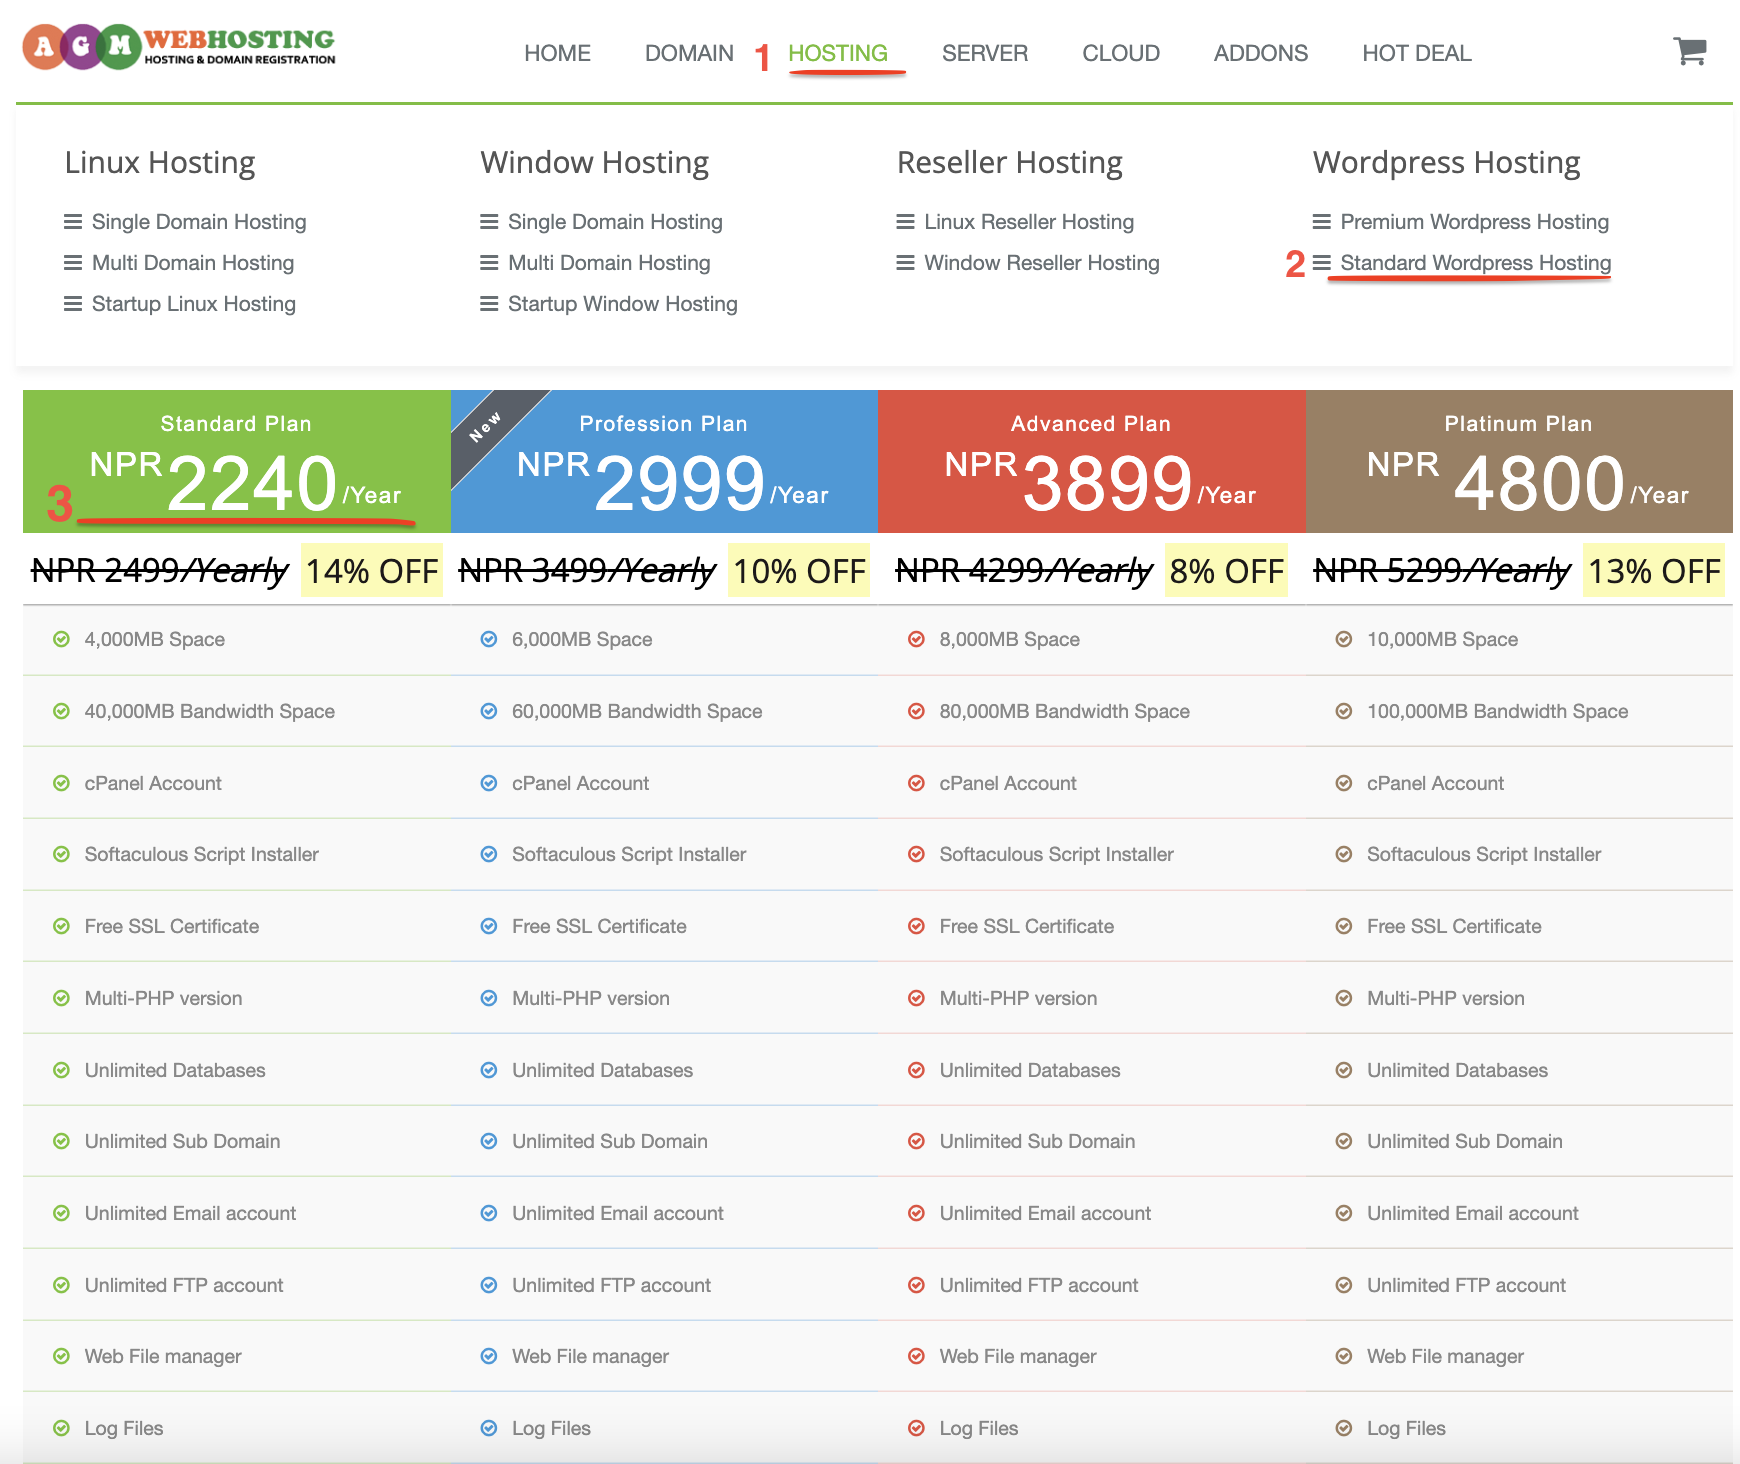 AGM WEBHOSTING
HOSTING & DOMAIN REGISTRATION
HOME DOMAIN 1 HOSTING SERVER CLOUD ADDONS HOT DEAL
Linux Hosting
Single Domain Hosting
Multi Domain Hosting
Startup Linux Hosting
Window Hosting
Single Domain Hosting
Multi Domain Hosting
Startup Window Hosting
Reseller Hosting
Linux Reseller Hosting
Window Reseller Hosting
Wordpress Hosting
Premium Wordpress Hosting
2 Standard Wordpress Hosting
Standard Plan
NPR 2240 /Year
3
NPR 2499/Yearly 14% OFF
4,000MB Space
40,000MB Bandwidth Space
cPanel Account
Softaculous Script Installer
Free SSL Certificate
Multi-PHP version
Unlimited Databases
Unlimited Sub Domain
Unlimited Email account
Unlimited FTP account
Web File manager
Log Files
New
Profession Plan
NPR 2999 /Year
NPR 3499/Yearly 10% OFF
6,000MB Space
60,000MB Bandwidth Space
cPanel Account
Softaculous Script Installer
Free SSL Certificate
Multi-PHP version
Unlimited Databases
Unlimited Sub Domain
Unlimited Email account
Unlimited FTP account
Web File manager
Log Files
Advanced Plan
NPR 3899 /Year
NPR 4299/Yearly 8% OFF
8,000MB Space
80,000MB Bandwidth Space
cPanel Account
Softaculous Script Installer
Free SSL Certificate
Multi-PHP version
Unlimited Databases
Unlimited Sub Domain
Unlimited Email account
Unlimited FTP account
Web File manager
Log Files
Platinum Plan
NPR 4800 /Year
NPR 5299/Yearly 13% OFF
10,000MB Space
100,000MB Bandwidth Space
cPanel Account
Softaculous Script Installer
Free SSL Certificate
Multi-PHP version
Unlimited Databases
Unlimited Sub Domain
Unlimited Email account
Unlimited FTP account
Web File manager
Log Files